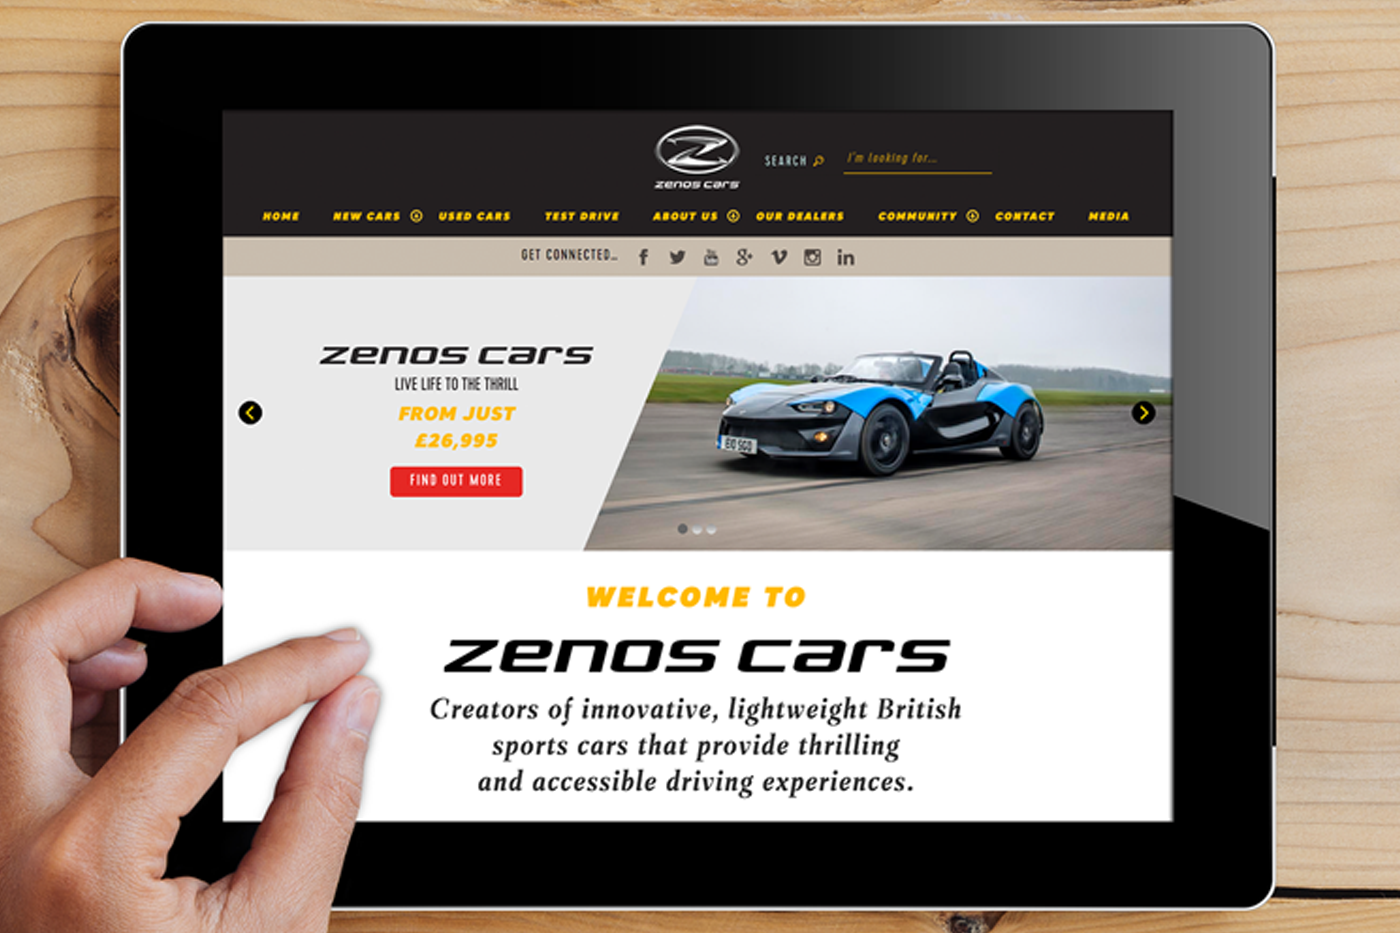 zenos cars
SEARCH
I'm looking for...
HOME NEW CARS USED CARS TEST DRIVE ABOUT US OUR DEALERS COMMUNITY CONTACT MEDIA
GET CONNECTED...
zenos cars
LIVE LIFE TO THE THRILL
FROM JUST
£26,995
FIND OUT MORE
E10 SGO
WELCOME TO
zenos cars
Creators of innovative, lightweight British
sports cars that provide thrilling
and accessible driving experiences.